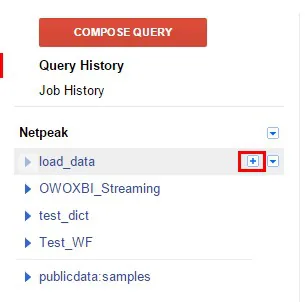 COMPOSE QUERY
Query History
Job History
Netpeak
load_data
OWOXBI_Streaming
test_dict
Test_WF
publicdata:samples